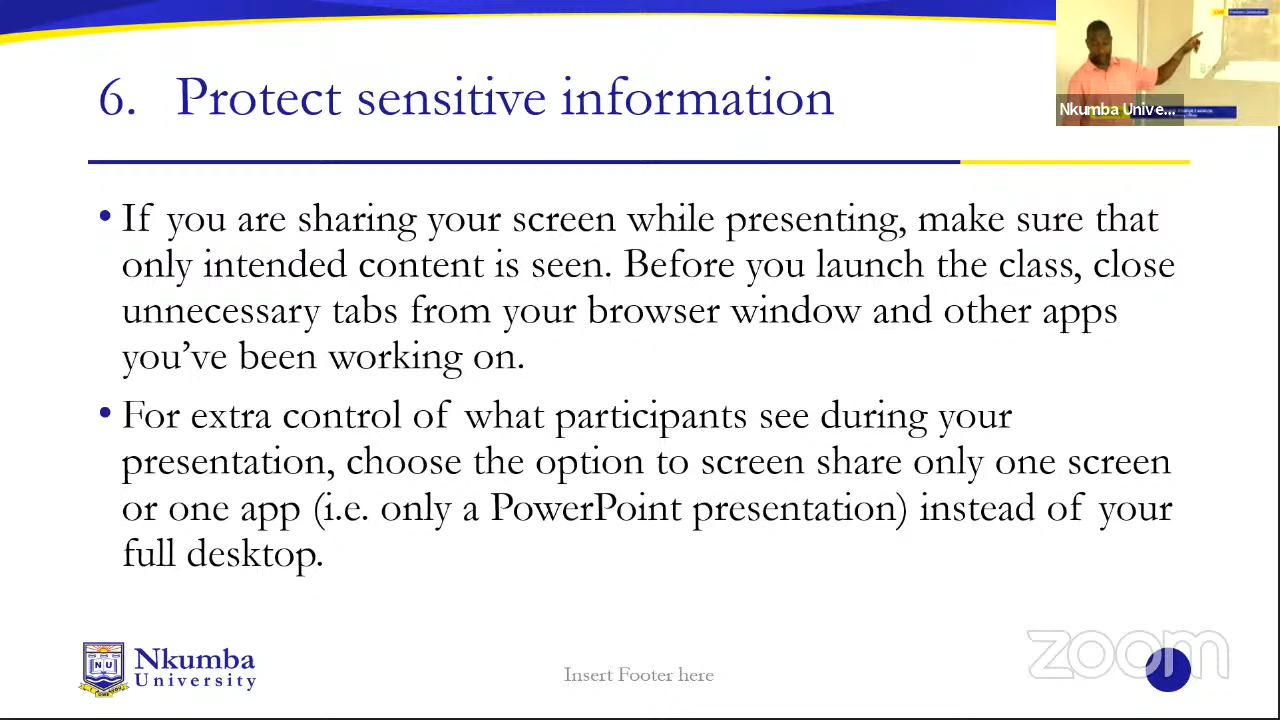 6. Protect sensitive information
Nkumba Unive...
• If you are sharing your screen while presenting, make sure that
only intended content is seen. Before you launch the class, close
unnecessary tabs from your browser window and other apps
you’ve been working on.
• For extra control of what participants see during your
presentation, choose the option to screen share only one screen
or one app (i.e. only a PowerPoint presentation) instead of your
full desktop.
NU
Nkumba
University
Insert Footer here
zoom